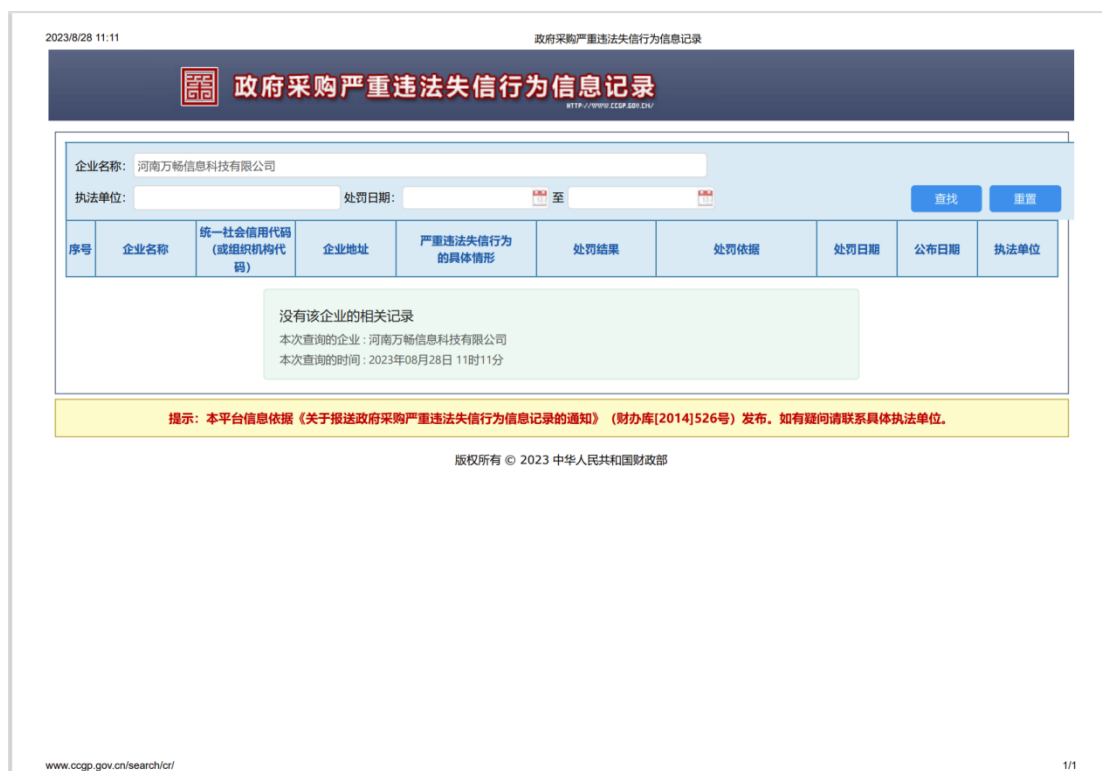 2023/8/28 11:11 政府采购严重违法失信行为信息记录
政府采购严重违法失信行为信息记录
HTTP://WWW.CCGP.GOV.CN/
企业名称： 河南万畅信息科技有限公司
执法单位： 处罚日期： 至 查找 重置
序号 企业名称 统一社会信用代码（或组织机构代码） 企业地址 严重违法失信行为的具体情形 处罚结果 处罚依据 处罚日期 公布日期 执法单位
没有该企业的相关记录
本次查询的企业 : 河南万畅信息科技有限公司
本次查询的时间 : 2023年08月28日 11时11分
提示：本平台信息依据《关于报送政府采购严重违法失信行为信息记录的通知》（财办库[2014]526号）发布。如有疑问请联系具体执法单位。
版权所有 © 2023 中华人民共和国财政部
www.ccgp.gov.cn/search/cr/ 1/1